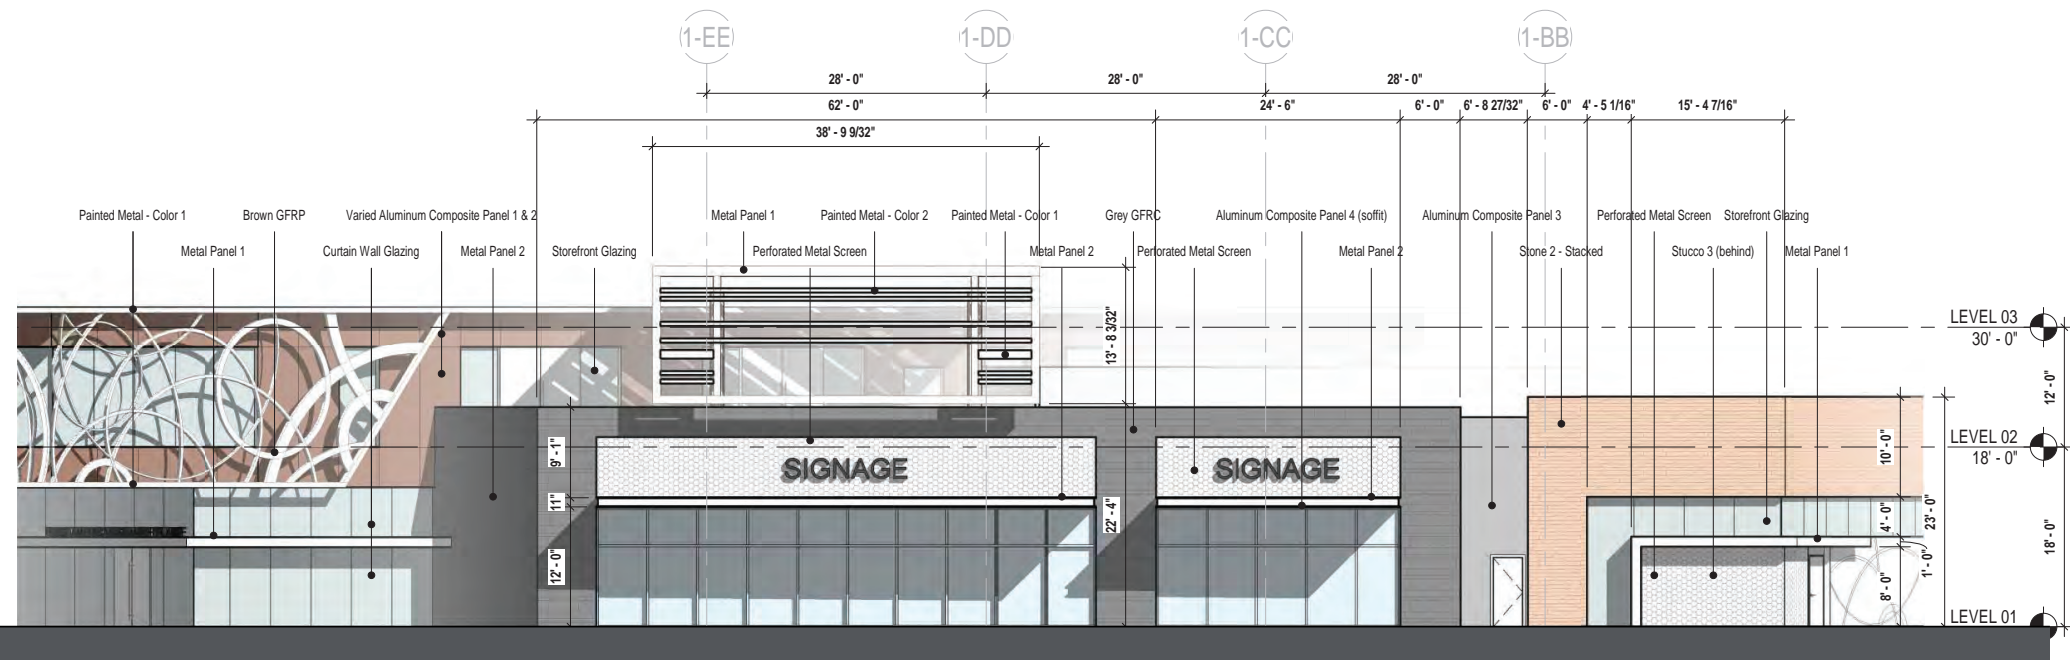 1-EE
1-DD
1-CC
1-BB
28' - 0"
28' - 0"
28' - 0"
62' - 0"
24' - 6"
6' - 0"
6' - 8 27/32"
6' - 0"
4' - 5 1/16"
15' - 4 7/16"
38' - 9 9/32"
Painted Metal - Color 1
Brown GFRP
Varied Aluminum Composite Panel 1 & 2
Metal Panel 1
Painted Metal - Color 2
Painted Metal - Color 1
Grey GFRC
Aluminum Composite Panel 4 (soffit)
Aluminum Composite Panel 3
Perforated Metal Screen
Storefront Glazing
Metal Panel 1
Curtain Wall Glazing
Metal Panel 2
Storefront Glazing
Perforated Metal Screen
Metal Panel 2
Perforated Metal Screen
Metal Panel 2
Stone 2 - Stacked
Stucco 3 (behind)
Metal Panel 1
LEVEL 03
30' - 0"
13' - 8 3/32"
12' - 0"
LEVEL 02
18' - 0"
9' - 1"
SIGNAGE
SIGNAGE
10' - 0"
11"
22' - 4"
4' - 0"
23' - 0"
18' - 0"
12' - 0"
1' - 0"
8' - 0"
LEVEL 01